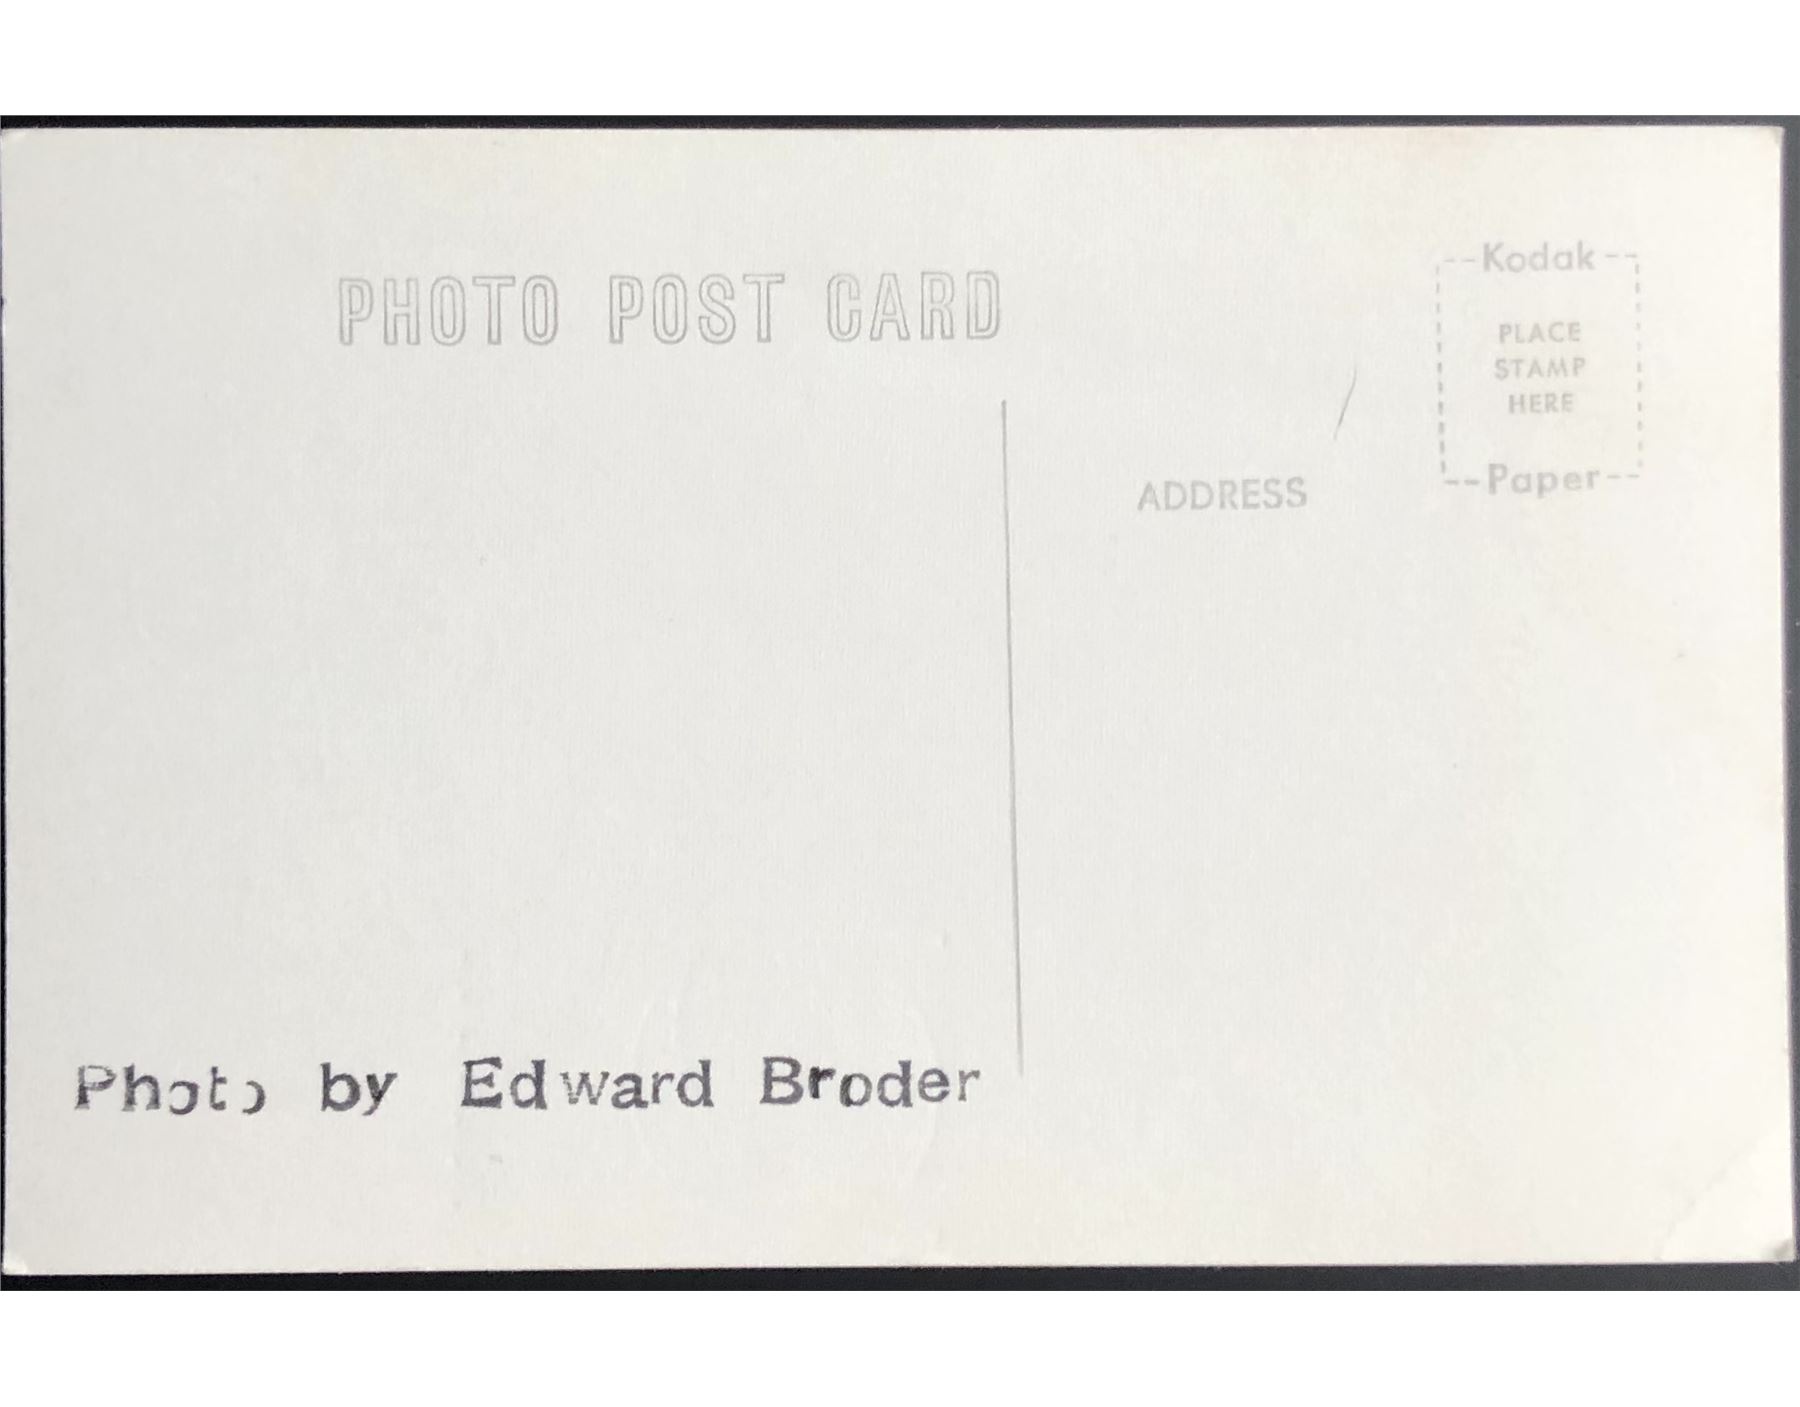 PHOTO POST CARD
Kodak
PLACE
STAMP
HERE
Paper
ADDRESS
Photo by Edward Broder